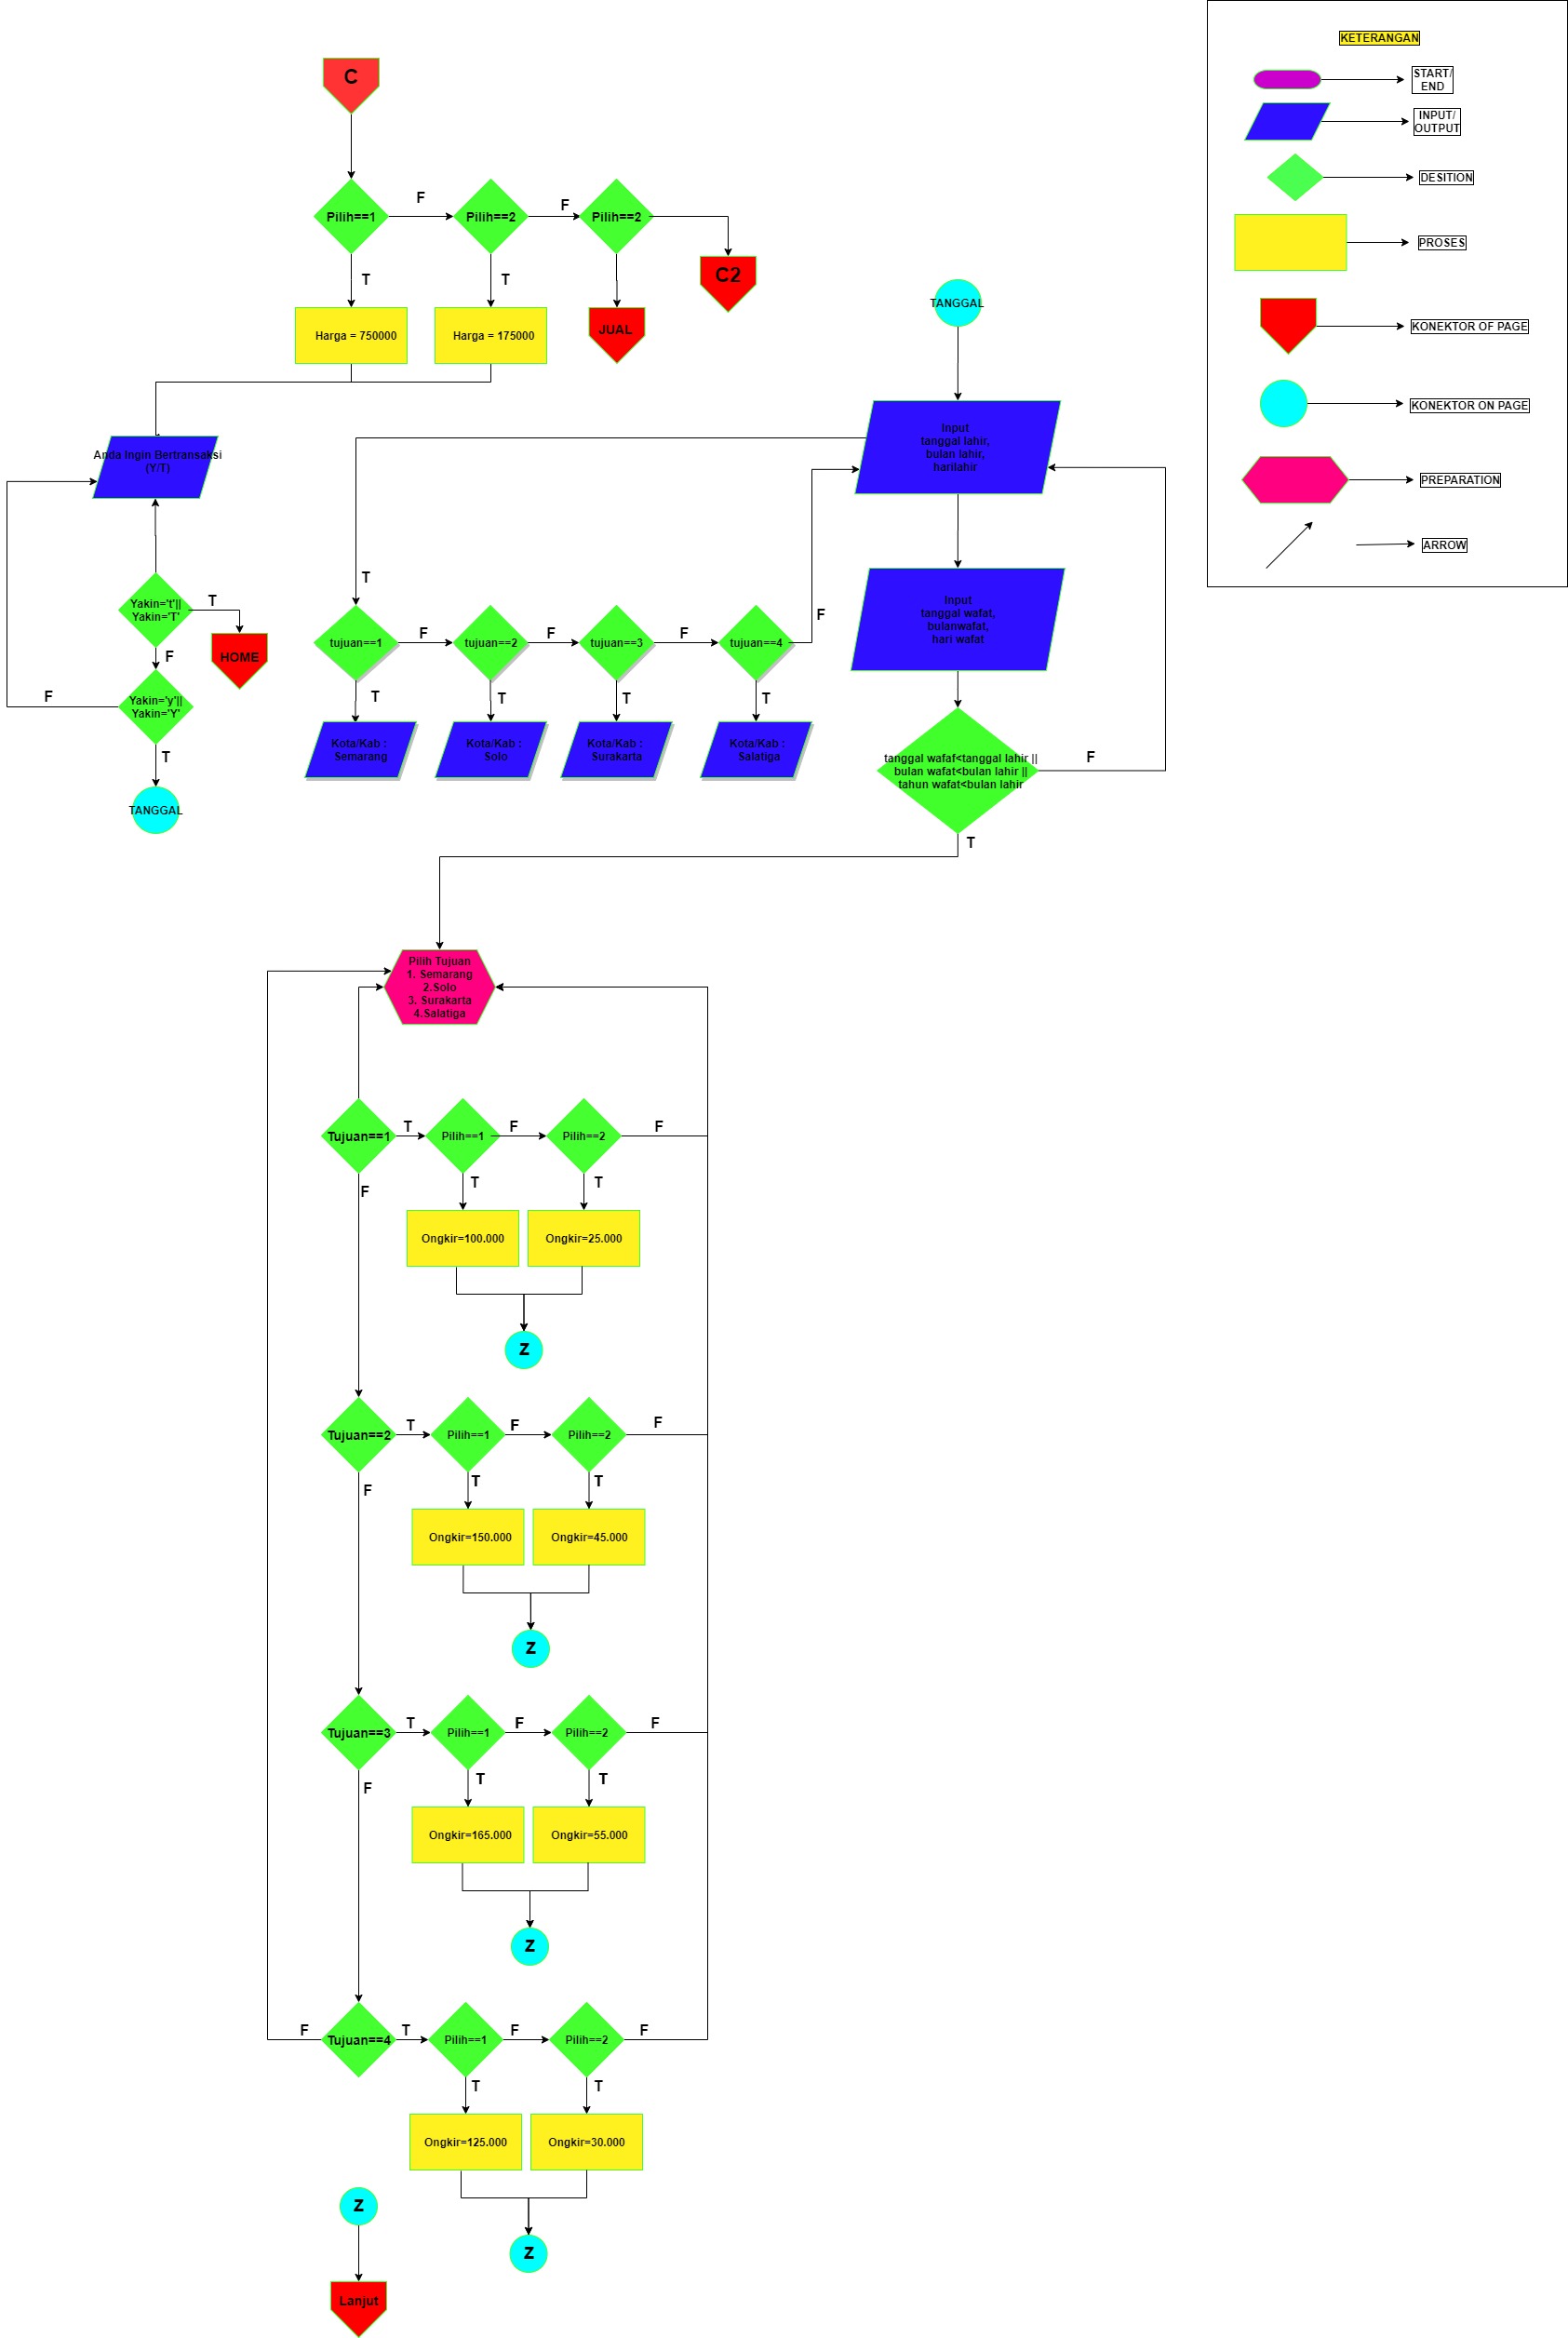 KETERANGAN
START/
END
INPUT/
OUTPUT
DESITION
PROSES
KONEKTOR OF PAGE
KONEKTOR ON PAGE
PREPARATION
ARROW
C
Pilih==1
F
Pilih==2
F
Pilih==2
T
T
C2
Harga = 750000
Harga = 175000
JUAL
Anda Ingin Bertransaksi
(Y/T)
Yakin='t'||
Yakin='T'
T
HOME
F
Yakin='y'||
Yakin='Y'
F
T
TANGGAL
TANGGAL
Input
tanggal lahir,
bulan lahir,
harilahir
Input
tanggal wafat,
bulanwafat,
hari wafat
tanggal wafaf<tanggal lahir ||
bulan wafat<bulan lahir ||
tahun wafat<bulan lahir
F
T
T
tujuan==1
F
tujuan==2
F
tujuan==3
F
tujuan==4
F
T
T
T
T
Kota/Kab :
Semarang
Kota/Kab :
Solo
Kota/Kab :
Surakarta
Kota/Kab :
Salatiga
Pilih Tujuan
1. Semarang
2.Solo
3. Surakarta
4.Salatiga
Tujuan==1
T
Pilih==1
F
Pilih==2
F
F
T
T
Ongkir=100.000
Ongkir=25.000
Z
Tujuan==2
T
Pilih==1
F
Pilih==2
F
F
T
T
Ongkir=150.000
Ongkir=45.000
Z
Tujuan==3
T
Pilih==1
F
Pilih==2
F
F
T
T
Ongkir=165.000
Ongkir=55.000
Z
F
Tujuan==4
T
Pilih==1
F
Pilih==2
F
T
T
Ongkir=125.000
Ongkir=30.000
Z
Z
Lanjut